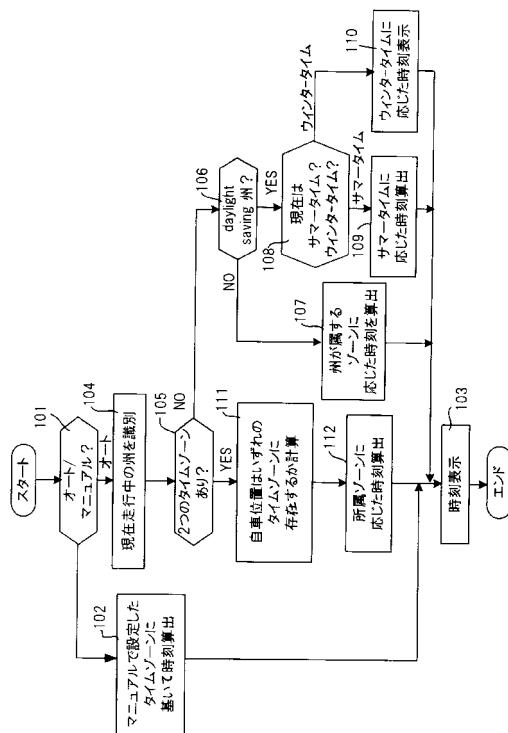 スタート
101
オート/
マニュアル?
オート
102
マニュアルで設定した
タイムゾーンに
基いて時刻算出
104
現在走行中の州を識別
105
2つのタイムゾーン
あり?
NO
YES
106
daylight
saving 州?
NO
YES
107
州が属する
ゾーンに
応じた時刻を算出
108
現在は
サマータイム?
ウィンタータイム?
サマータイム
ウィンタータイム
109
サマータイムに
応じた時刻算出
110
ウィンタータイムに
応じた時刻表示
111
自車位置はいずれの
タイムゾーンに
存在するか計算
112
所属ゾーンに
応じた時刻算出
103
時刻表示
エンド